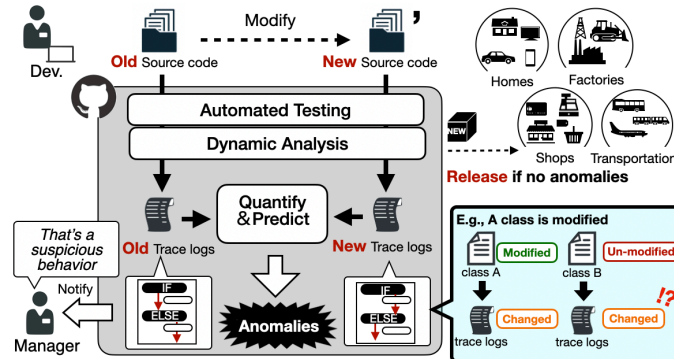 Modify
,
Dev.
Old Source code
New Source code
Homes
Factories
Automated Testing
Dynamic Analysis
NEW
Shops
Transportation
Release if no anomalies
Quantify
&Predict
Old Trace logs
New Trace logs
That's a
suspicious
behavior
Notify
Manager
IF
ELSE
Anomalies
IF
ELSE
E.g., A class is modified
Modified
Un-modified
class A
class B
!?
Changed
Changed
trace logs
trace logs